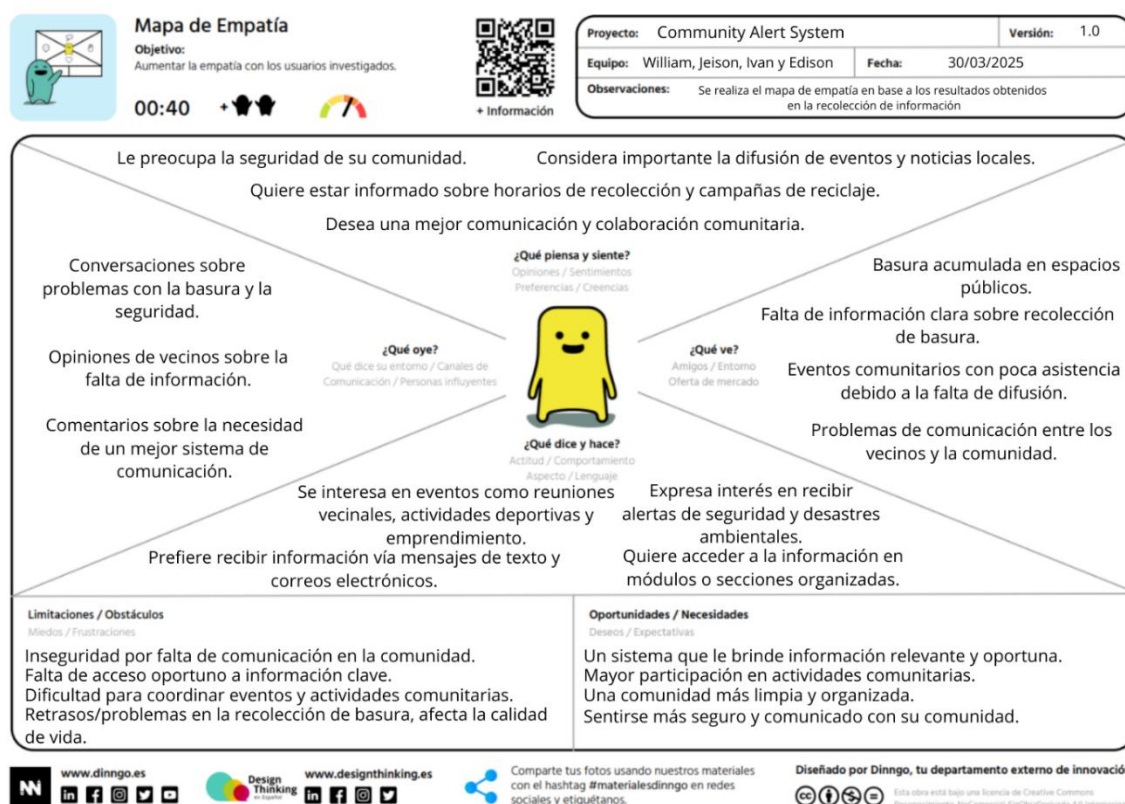 Mapa de Empatía
Objetivo:
Aumentar la empatía con los usuarios investigados.
00:40
+
+ Información
Proyecto: Community Alert System
Versión: 1.0
Equipo: William, Jeison, Ivan y Edison
Fecha: 30/03/2025
Observaciones: Se realiza el mapa de empatía en base a los resultados obtenidos
en la recolección de información
Le preocupa la seguridad de su comunidad.
Considera importante la difusión de eventos y noticias locales.
Quiere estar informado sobre horarios de recolección y campañas de reciclaje.
Desea una mejor comunicación y colaboración comunitaria.
¿Qué piensa y siente?
Opiniones / Sentimientos
Preferencias / Creencias
Conversaciones sobre
problemas con la basura y la
seguridad.
Opiniones de vecinos sobre la
falta de información.
Comentarios sobre la necesidad
de un mejor sistema de
comunicación.
¿Qué oye?
Qué dice su entorno / Canales de
Comunicación / Personas influyentes
¿Qué ve?
Amigos / Entorno
Oferta de mercado
Basura acumulada en espacios
públicos.
Falta de información clara sobre recolección
de basura.
Eventos comunitarios con poca asistencia
debido a la falta de difusión.
Problemas de comunicación entre los
vecinos y la comunidad.
¿Qué dice y hace?
Actitud / Comportamiento
Aspecto / Lenguaje
Se interesa en eventos como reuniones
vecinales, actividades deportivas y
emprendimiento.
Prefiere recibir información vía mensajes de texto y
correos electrónicos.
Expresa interés en recibir
alertas de seguridad y desastres
ambientales.
Quiere acceder a la información en
módulos o secciones organizadas.
Limitaciones / Obstáculos
Miedos / Frustraciones
Inseguridad por falta de comunicación en la comunidad.
Falta de acceso oportuno a información clave.
Dificultad para coordinar eventos y actividades comunitarias.
Retrasos/problemas en la recolección de basura, afecta la calidad
de vida.
Oportunidades / Necesidades
Deseos / Expectativas
Un sistema que le brinde información relevante y oportuna.
Mayor participación en actividades comunitarias.
Una comunidad más limpia y organizada.
Sentirse más seguro y comunicado con su comunidad.
www.dinngo.es
Design
Thinking
en Español
www.designthinking.es
Comparte tus fotos usando nuestros materiales
con el hashtag #materialesdinngo en redes
sociales y etiquétanos.
Diseñado por Dinngo, tu departamento externo de innovació
Esta obra está bajo una licencia de Creative Commons